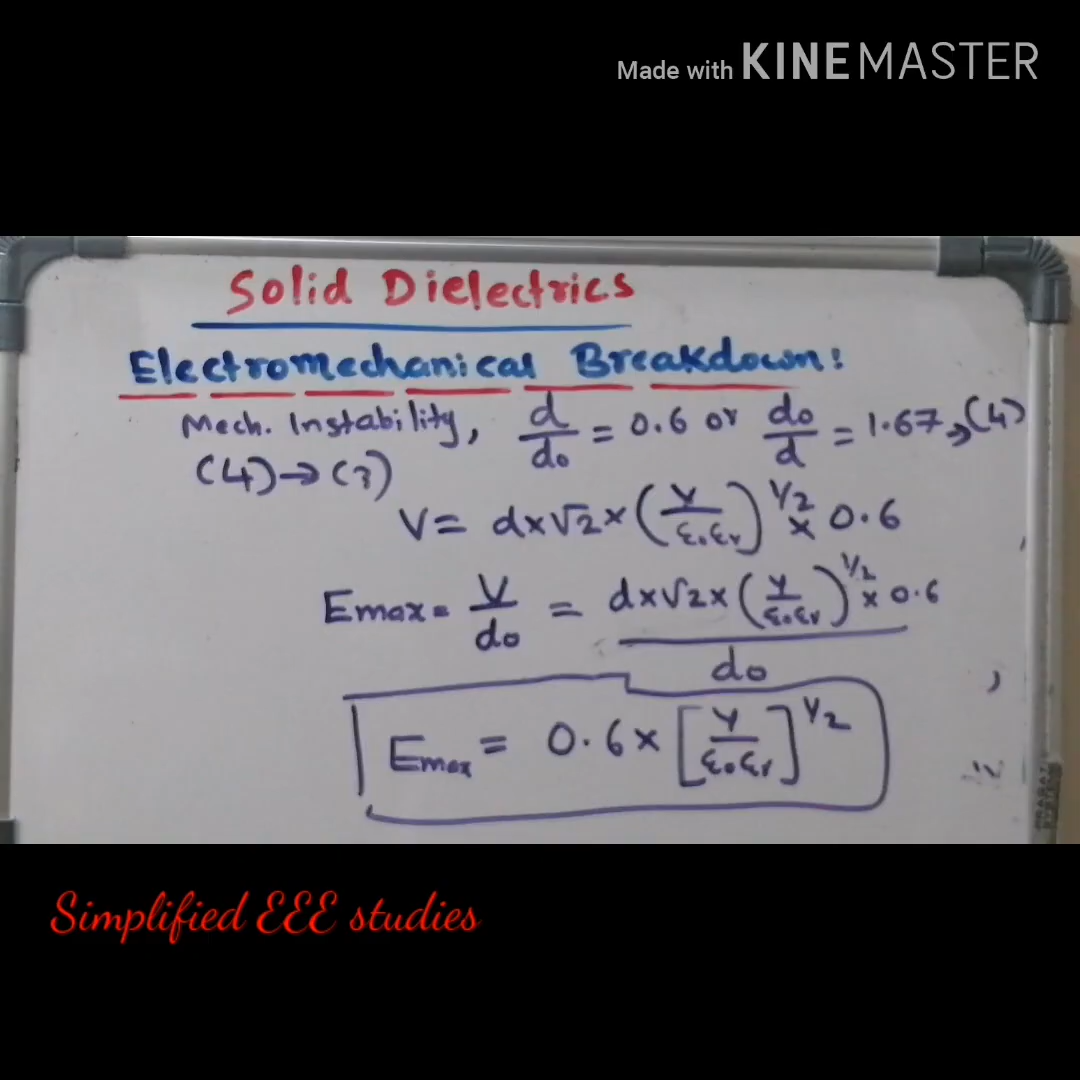 Made with KINEMASTER
Solid Dielectrics
Electromechanical Breakdown:
Mech. Instability, d/do = 0.6 or do/d = 1.67 → (4)
(4) → (3)
V = d×√2×(Y/ε₀εr)^1/2 × 0.6
Emax = V/do = d×√2×(Y/ε₀εr)^1/2 × 0.6 / do
Emax = 0.6 × [Y/ε₀εr]^1/2
Simplified EEE studies